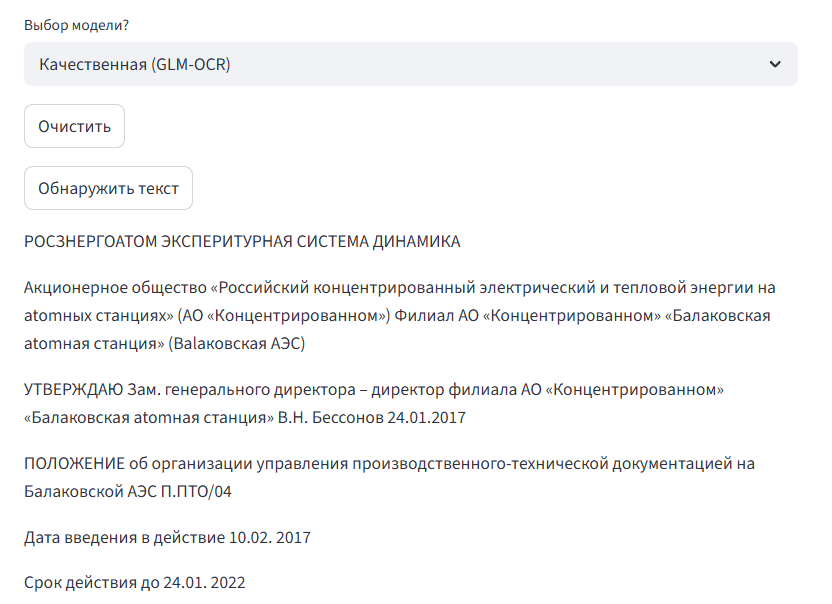 Выбор модели?
Качественная (GLM-OCR)
Очистить
Обнаружить текст
РОСЗНЕРГОАТОМ ЭКСПЕРИТУРНАЯ СИСТЕМА ДИНАМИКА
Акционерное общество «Российский концентрированный электрический и тепловой энергии на
atomных станциях» (АО «Концентрированном») Филиал АО «Концентрированном» «Балаковская
atomная станция» (Balaковская АЭС)
УТВЕРЖДАЮ Зам. генерального директора – директор филиала АО «Концентрированном»
«Балаковская atomная станция» В.Н. Бессонов 24.01.2017
ПОЛОЖЕНИЕ об организации управления производственного-технической документацией на
Балаковской АЭС П.ПТО/04
Дата введения в действие 10.02. 2017
Срок действия до 24.01. 2022